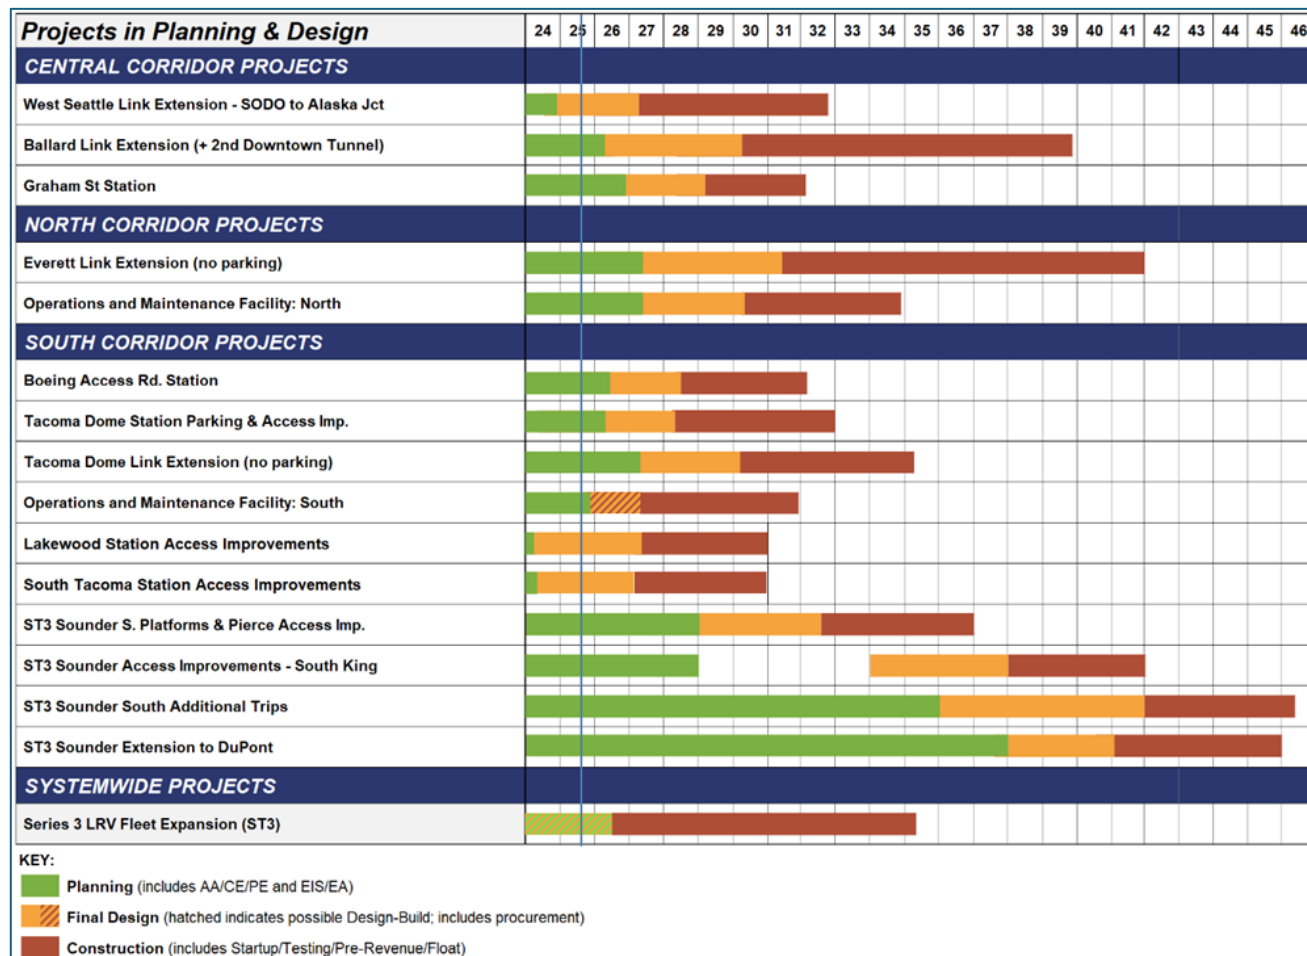 Projects in Planning & Design 24 25 26 27 28 29 30 31 32 33 34 35 36 37 38 39 40 41 42 43 44 45 46
CENTRAL CORRIDOR PROJECTS
West Seattle Link Extension - SODO to Alaska Jct
Ballard Link Extension (+ 2nd Downtown Tunnel)
Graham St Station
NORTH CORRIDOR PROJECTS
Everett Link Extension (no parking)
Operations and Maintenance Facility: North
SOUTH CORRIDOR PROJECTS
Boeing Access Rd. Station
Tacoma Dome Station Parking & Access Imp.
Tacoma Dome Link Extension (no parking)
Operations and Maintenance Facility: South
Lakewood Station Access Improvements
South Tacoma Station Access Improvements
ST3 Sounder S. Platforms & Pierce Access Imp.
ST3 Sounder Access Improvements - South King
ST3 Sounder South Additional Trips
ST3 Sounder Extension to DuPont
SYSTEMWIDE PROJECTS
Series 3 LRV Fleet Expansion (ST3)
KEY:
Planning (includes AA/CE/PE and EIS/EA)
Final Design (hatched indicates possible Design-Build; includes procurement)
Construction (includes Startup/Testing/Pre-Revenue/Float)